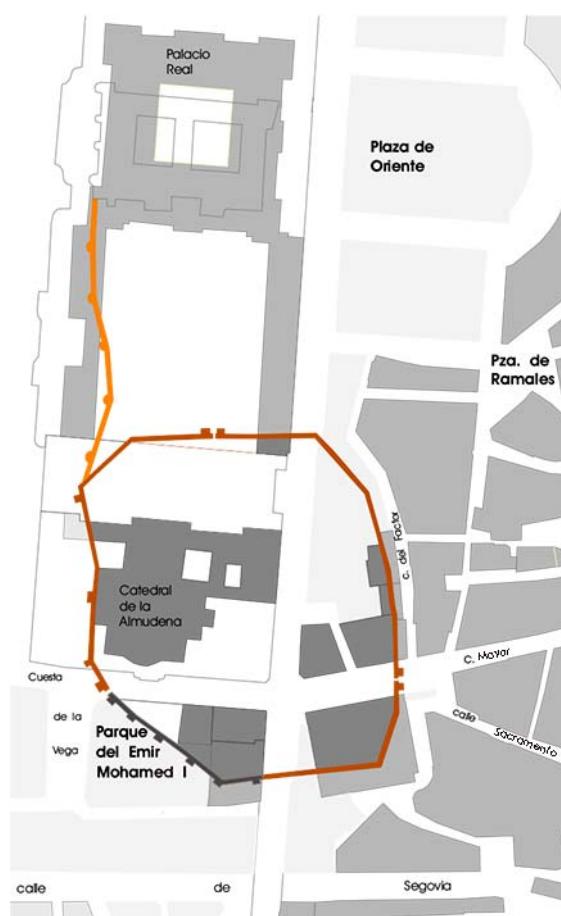 Palacio
Real
Plaza de
Oriente
Pza. de
Ramales
c. del Factor
Catedral
de la
Almudena
C. Mayor
Cuesta
de la
Vega
Parque
del Emir
Mohamed I
calle
Sacramento
calle de Segovia